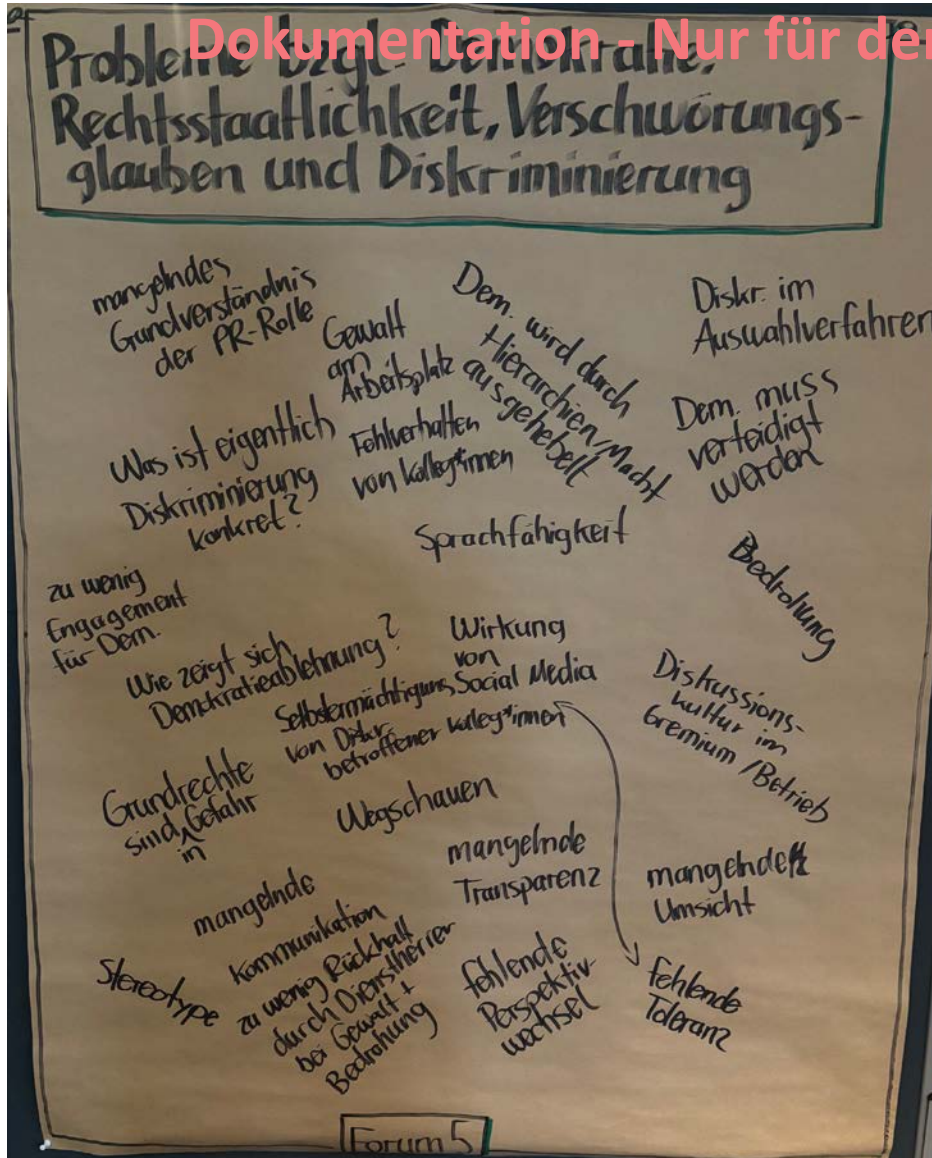 Dokumentation - Nur für der
Probleme bzgl. Demokratie,
Rechtsstaatlichkeit, Verschwörungs-
glauben und Diskriminierung
mangelndes
Grundverständnis
der PR-Rolle
Gewalt
am
Arbeitsplatz
Dem. wird durch
Hierarchien/Macht
ausgehebelt
Diskr. im
Auswahlverfahren
Was ist eigentlich
Diskriminierung
konkret?
Fehlverhalten
von Kolleg*innen
Dem. muss
verteidigt
werden
Sprachfähigkeit
Bedrohung
zu wenig
Engagement
für Dem.
Wie zeigt sich
Demokratieablehnung?
Wirkung
von
Social Media
Selbstermächtigung
von Diskr.
betroffener Kolleg*innen
Diskussions-
kultur im
Gremium/Betrieb
Grundrechte
sind in Gefahr
Wegschauen
mangelnde
Transparenz
mangelnde
Umsicht
mangelnde
Kommunikation
Stereotype
zu wenig Rückhalt
durch Dienstherren
bei Gewalt +
Bedrohung
fehlende
Perspektiv-
wechsel
fehlende
Toleranz
Forum 5